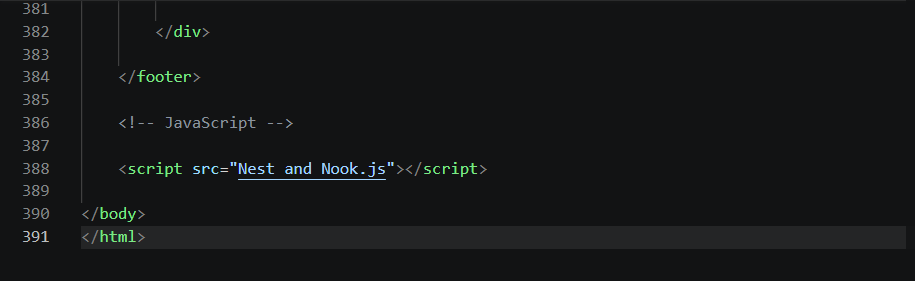 381
382 </div>
383
384 </footer>
385
386 <!-- JavaScript -->
387
388 <script src="Nest and Nook.js"></script>
389
390 </body>
391 </html>